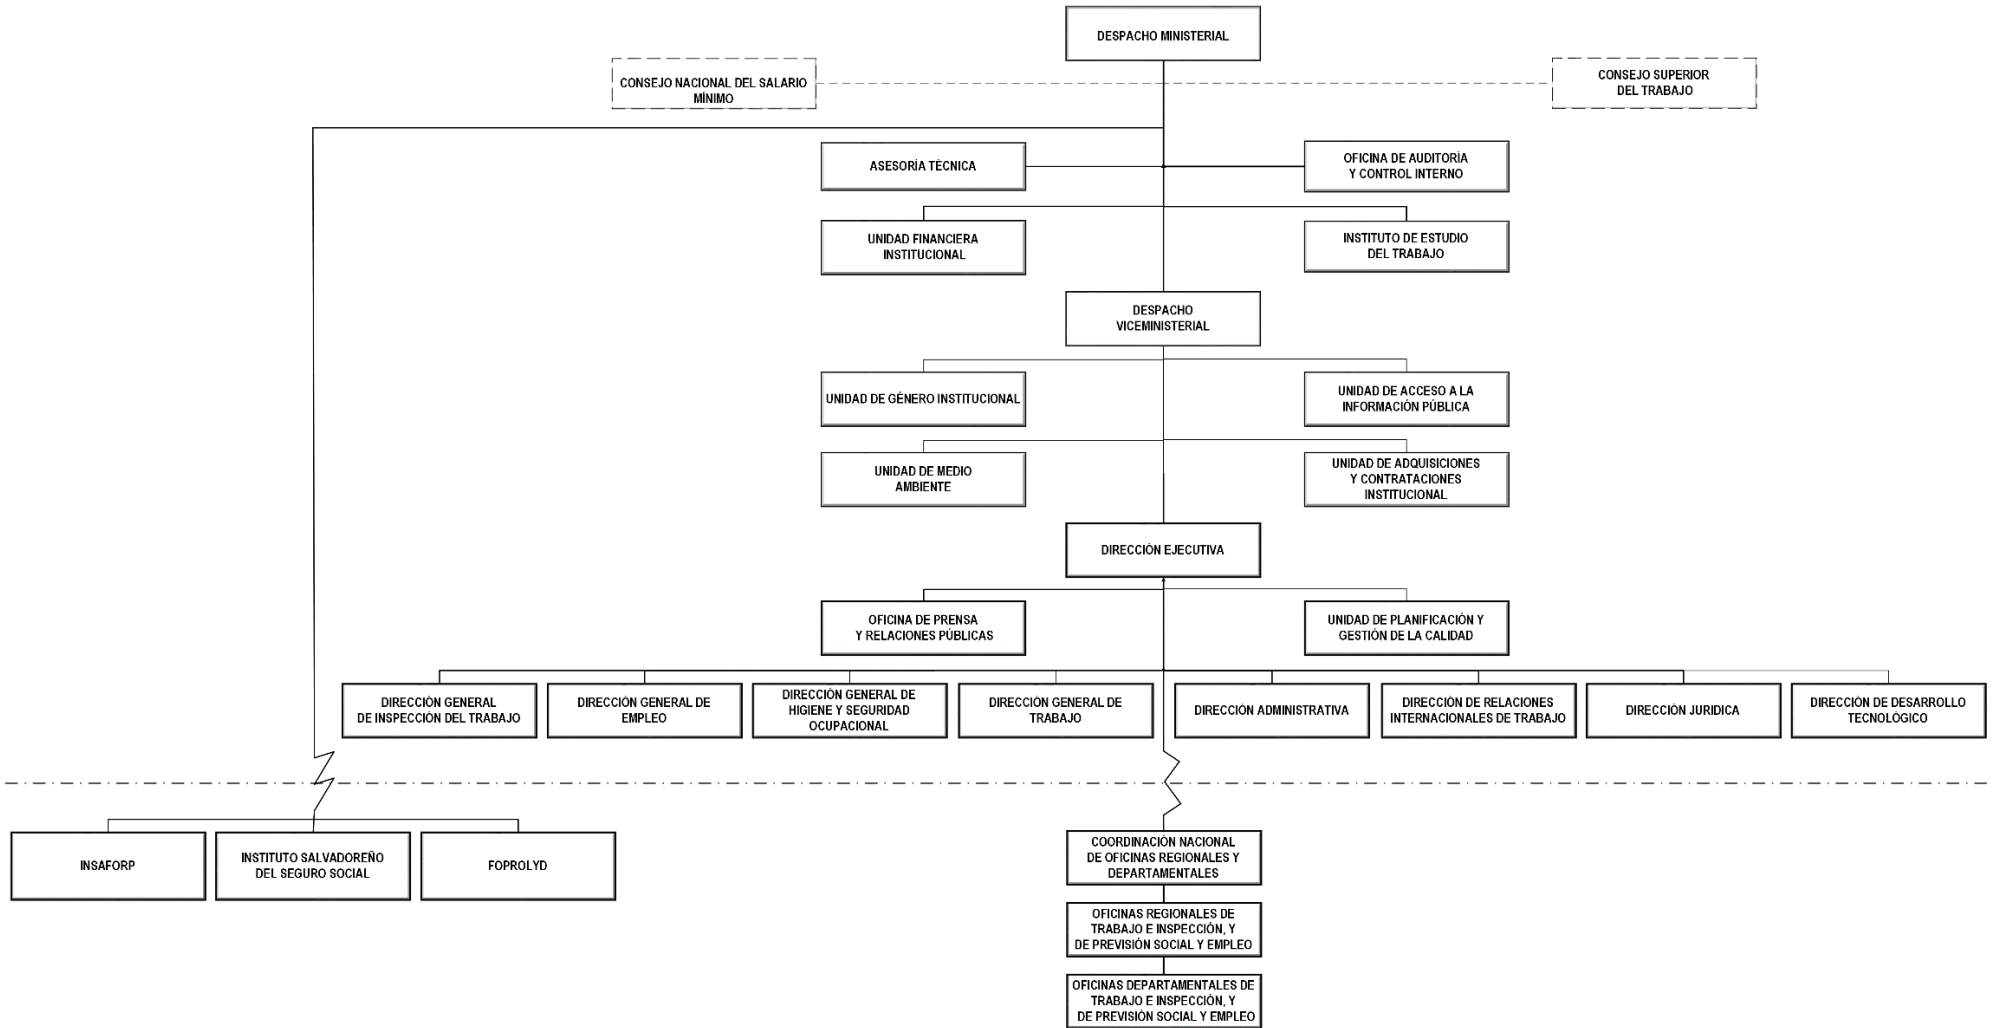 DESPACHO MINISTERIAL
CONSEJO NACIONAL DEL SALARIO
MÍNIMO
CONSEJO SUPERIOR
DEL TRABAJO
ASESORÍA TÉCNICA
OFICINA DE AUDITORÍA
Y CONTROL INTERNO
UNIDAD FINANCIERA
INSTITUCIONAL
INSTITUTO DE ESTUDIO
DEL TRABAJO
DESPACHO
VICEMINISTERIAL
UNIDAD DE GÉNERO INSTITUCIONAL
UNIDAD DE ACCESO A LA
INFORMACIÓN PÚBLICA
UNIDAD DE MEDIO
AMBIENTE
UNIDAD DE ADQUISICIONES
Y CONTRATACIONES
INSTITUCIONAL
DIRECCIÓN EJECUTIVA
OFICINA DE PRENSA
Y RELACIONES PÚBLICAS
UNIDAD DE PLANIFICACIÓN Y
GESTIÓN DE LA CALIDAD
DIRECCIÓN GENERAL
DE INSPECCIÓN DEL TRABAJO
DIRECCIÓN GENERAL DE
EMPLEO
DIRECCIÓN GENERAL DE
HIGIENE Y SEGURIDAD
OCUPACIONAL
DIRECCIÓN GENERAL DE
TRABAJO
DIRECCIÓN ADMINISTRATIVA
DIRECCIÓN DE RELACIONES
INTERNACIONALES DE TRABAJO
DIRECCIÓN JURIDICA
DIRECCIÓN DE DESARROLLO
TECNOLÓGICO
INSAFORP
INSTITUTO SALVADOREÑO
DEL SEGURO SOCIAL
FOPROLYD
COORDINACIÓN NACIONAL
DE OFICINAS REGIONALES Y
DEPARTAMENTALES
OFICINAS REGIONALES DE
TRABAJO E INSPECCIÓN, Y
DE PREVISIÓN SOCIAL Y EMPLEO
OFICINAS DEPARTAMENTALES DE
TRABAJO E INSPECCIÓN, Y
DE PREVISIÓN SOCIAL Y EMPLEO